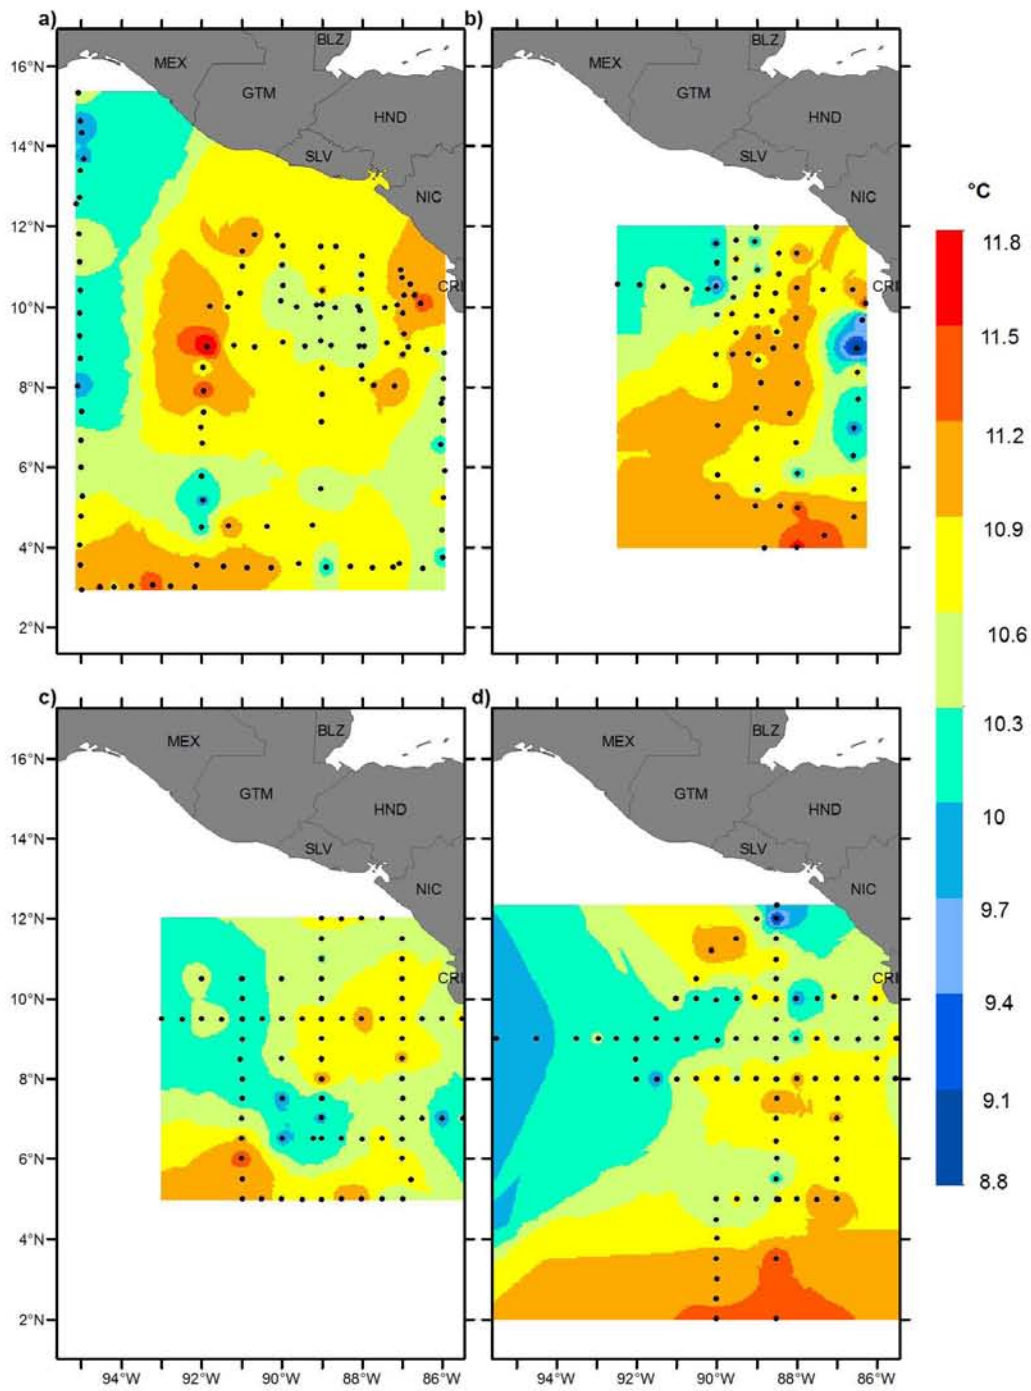 a)
b)
BLZ
BLZ
16°N
MEX
MEX
GTM
GTM
HND
HND
14°N
SLV
SLV
NIC
NIC
°C
12°N
11.8
CRI
CRI
10°N
11.5
8°N
11.2
6°N
10.9
4°N
10.6
2°N
c)
d)
10.3
BLZ
BLZ
16°N
MEX
MEX
GTM
GTM
HND
HND
10
14°N
SLV
SLV
NIC
NIC
9.7
12°N
CRI
CRI
10°N
9.4
8°N
9.1
6°N
8.8
4°N
2°N
94°W 92°W 90°W 88°W 86°W
94°W 92°W 90°W 88°W 86°W